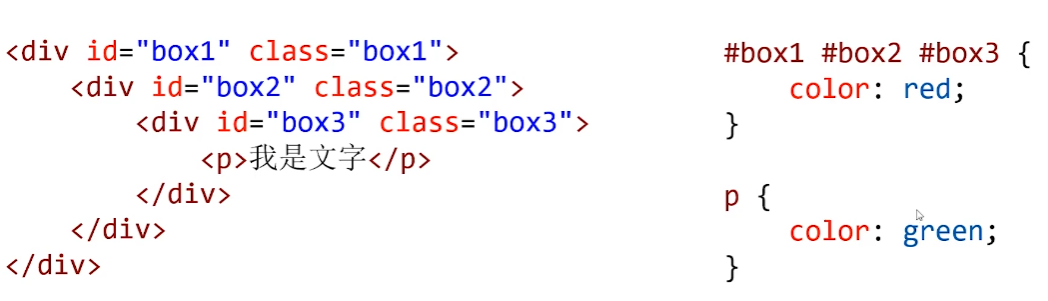 <div id="box1" class="box1">
    <div id="box2" class="box2">
        <div id="box3" class="box3">
            <p>我是文字</p>
        </div>
    </div>
</div>
#box1 #box2 #box3 {
    color: red;
}
p {
    color: green;
}